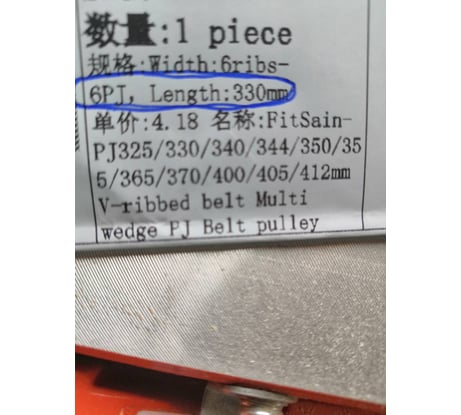 数量:1 piece
规格:Width:6ribs-
6PJ, Length:330mm
单价:4.18 名称:FitSain-
PJ325/330/340/344/350/35
5/365/370/400/405/412mm
V-ribbed belt Multi
wedge PJ Belt pulley